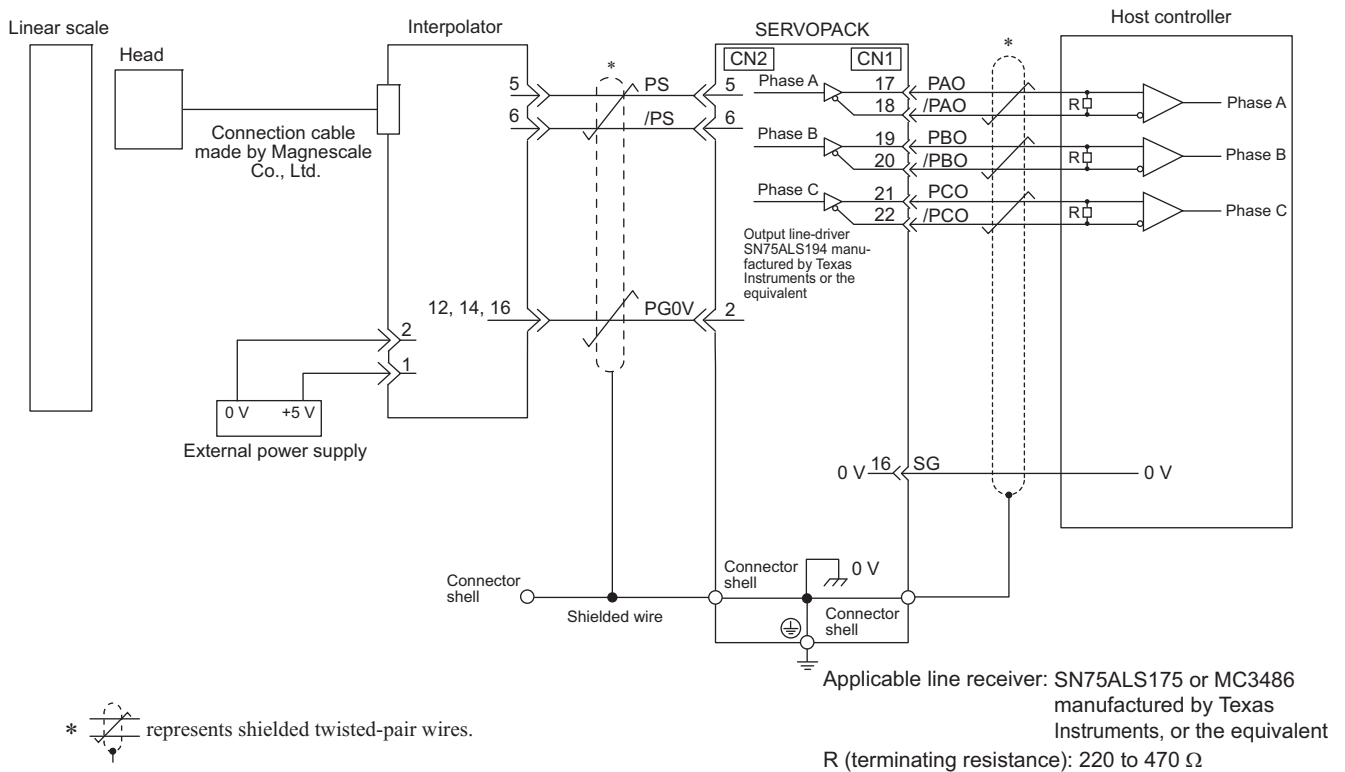 Linear scale
Head
Connection cable
made by Magnescale
Co., Ltd.
Interpolator
5
6
12, 14, 16
2
1
0 V
+5 V
External power supply
*
PS
/PS
PG0V
SERVOPACK
CN2
CN1
5
6
2
Phase A
Phase B
Phase C
Output line-driver
SN75ALS194 manu-
factured by Texas
Instruments or the
equivalent
17
18
19
20
21
22
PAO
/PAO
PBO
/PBO
PCO
/PCO
*
Host controller
R
R
R
Phase A
Phase B
Phase C
0 V
16
SG
0 V
Connector
shell
Shielded wire
Connector
shell
0 V
Connector
shell
Applicable line receiver: SN75ALS175 or MC3486
manufactured by Texas
Instruments, or the equivalent
R (terminating resistance): 220 to 470 Ω
* represents shielded twisted-pair wires.